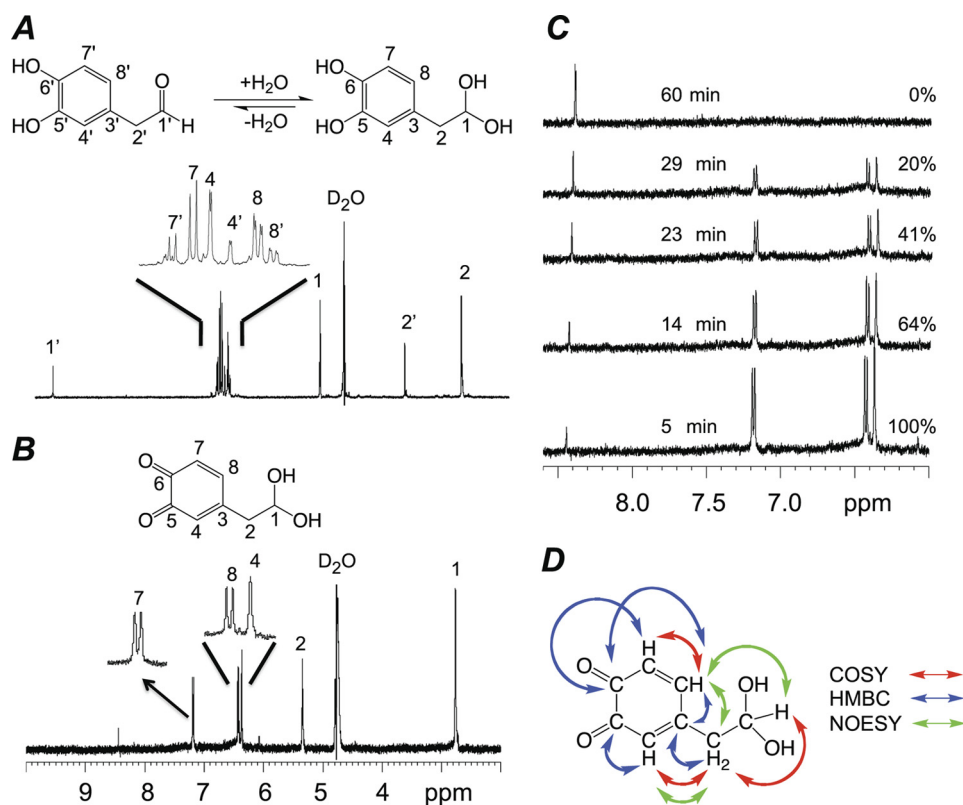 A
7'
8'
HO
6'
O
HO
5'
4'
3'
2'
1'
H
+H2O
-H2O
7
8
HO
6
OH
HO
5
4
3
2
1
OH
7
4
8
7'
4'
8'
D2O
1
2
1'
2'
B
7
8
O
6
OH
O
5
4
3
2
1
OH
7
8
4
D2O
2
1
9 8 7 6 5 4 ppm
C
60 min 0%
29 min 20%
23 min 41%
14 min 64%
5 min 100%
8.0 7.5 7.0 ppm
D
H
O
H
OH
H
O
OH
H
H2
COSY
HMBC
NOESY